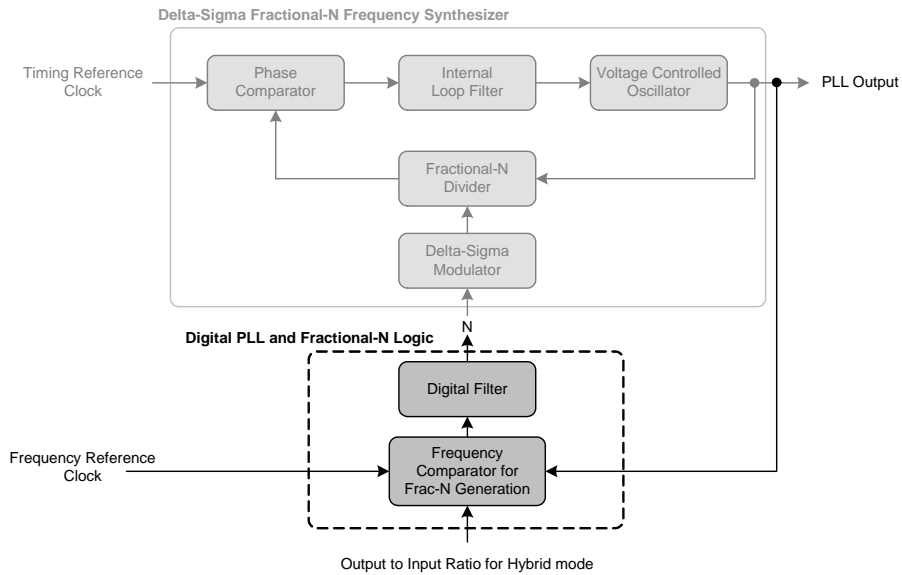 Delta-Sigma Fractional-N Frequency Synthesizer
Timing Reference
Clock
Phase
Comparator
Internal
Loop Filter
Voltage Controlled
Oscillator
PLL Output
Fractional-N
Divider
Delta-Sigma
Modulator
N
Digital PLL and Fractional-N Logic
Digital Filter
Frequency Reference
Clock
Frequency
Comparator for
Frac-N Generation
Output to Input Ratio for Hybrid mode